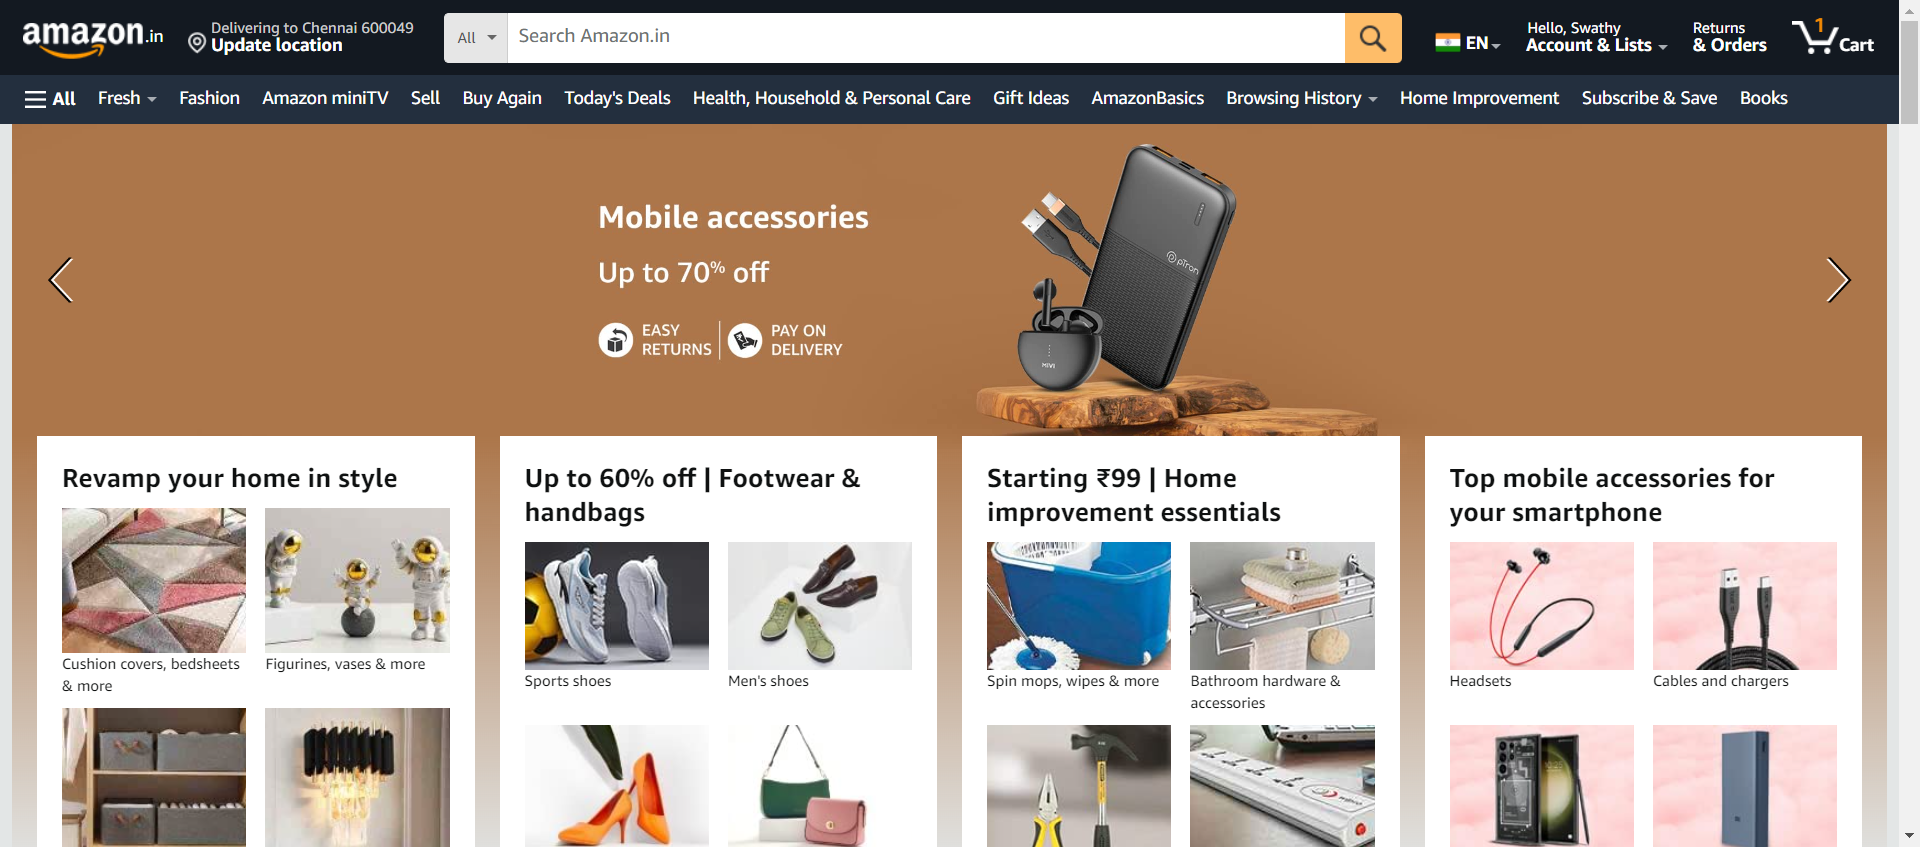 amazon.in
Delivering to Chennai 600049
Update location
All
Search Amazon.in
EN
Hello, Swathy
Account & Lists
Returns
& Orders
1
Cart
All
Fresh
Fashion
Amazon miniTV
Sell
Buy Again
Today's Deals
Health, Household & Personal Care
Gift Ideas
AmazonBasics
Browsing History
Home Improvement
Subscribe & Save
Books
Mobile accessories
Up to 70% off
EASY
RETURNS
PAY ON
DELIVERY
pTron
MIVI
Revamp your home in style
Cushion covers, bedsheets
& more
Figurines, vases & more
Up to 60% off | Footwear &
handbags
Sports shoes
Men's shoes
Starting ₹99 | Home
improvement essentials
Spin mops, wipes & more
Bathroom hardware &
accessories
Top mobile accessories for
your smartphone
Headsets
Cables and chargers